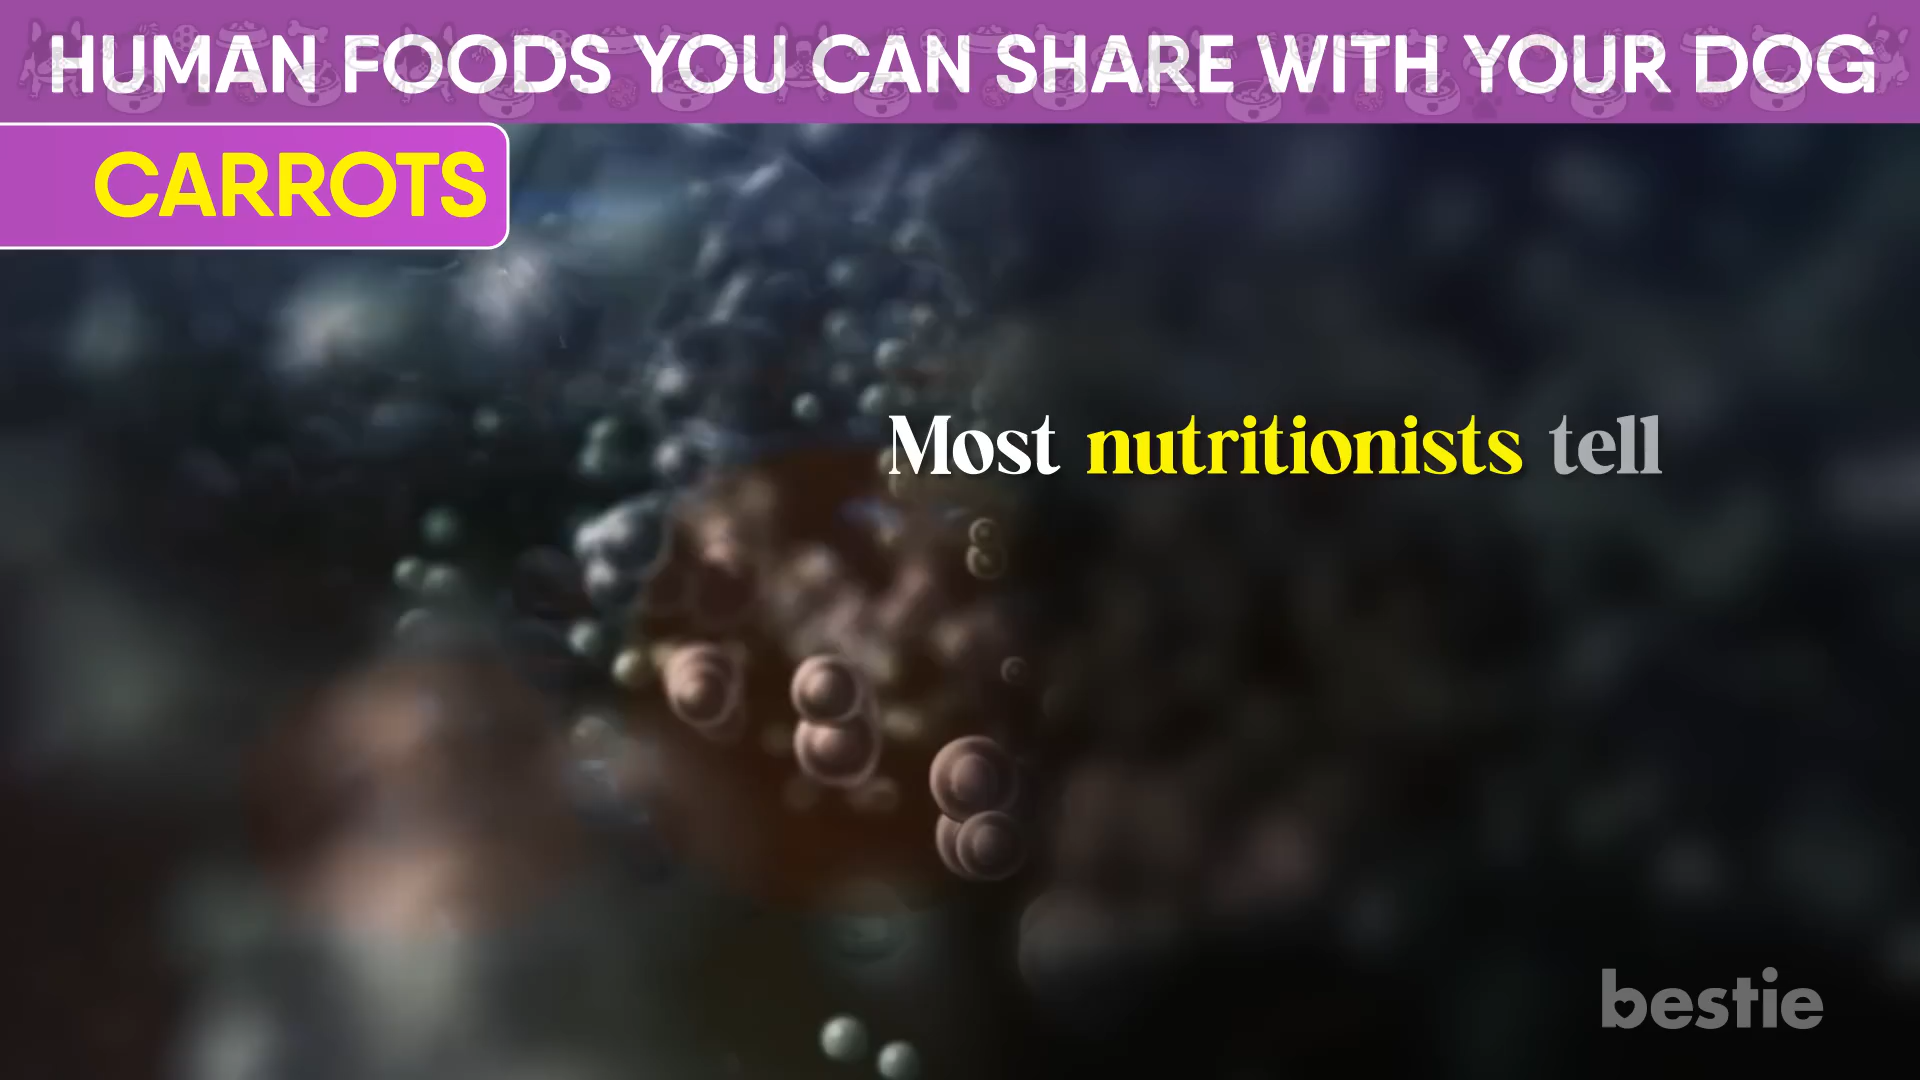 HUMAN FOODS YOU CAN SHARE WITH YOUR DOG
CARROTS
Most nutritionists tell
bestie